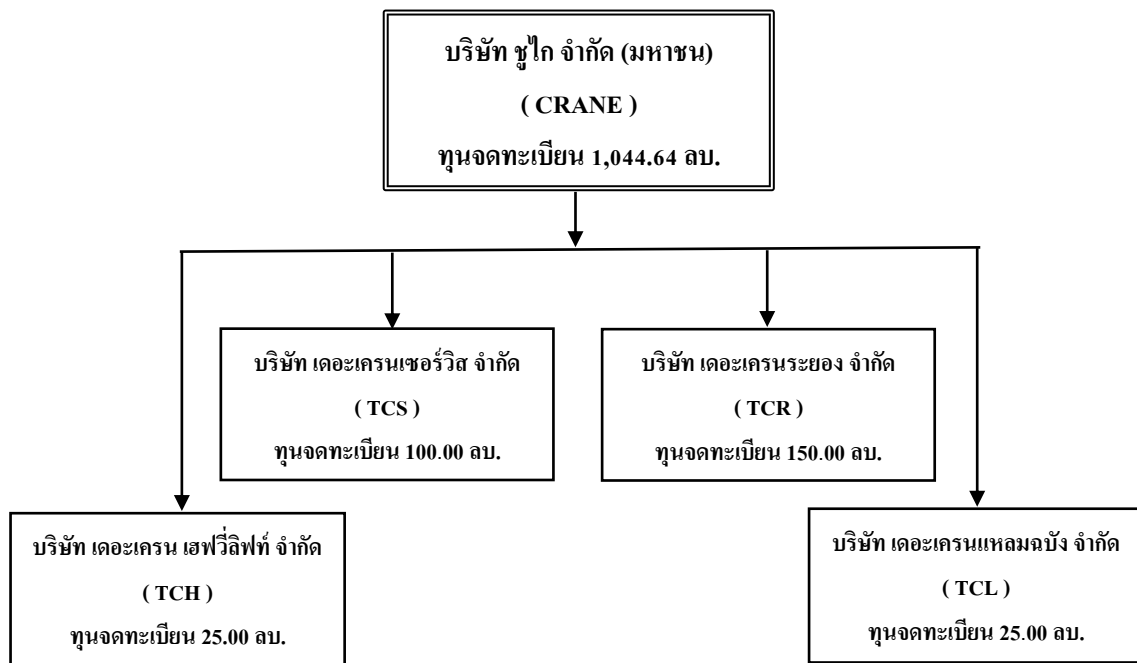 บริษัท ชูไก จำกัด (มหาชน)
( CRANE )
ทุนจดทะเบียน 1,044.64 ลบ.
บริษัท เดอะเครนเซอร์วิส จำกัด
( TCS )
ทุนจดทะเบียน 100.00 ลบ.
บริษัท เดอะเครนระยอง จำกัด
( TCR )
ทุนจดทะเบียน 150.00 ลบ.
บริษัท เดอะเครน เฮฟวี่ลิฟท์ จำกัด
( TCH )
ทุนจดทะเบียน 25.00 ลบ.
บริษัท เดอะเครนแหลมฉบัง จำกัด
( TCL )
ทุนจดทะเบียน 25.00 ลบ.